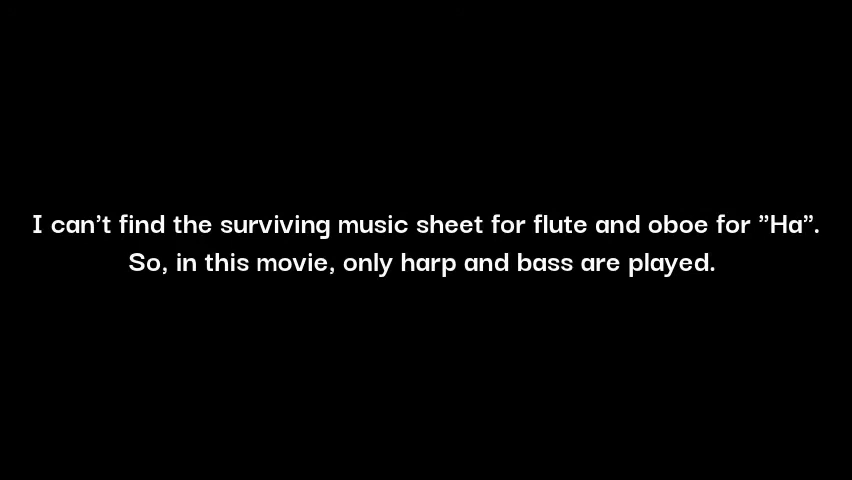 I can't find the surviving music sheet for flute and oboe for ”Ha”.
So, in this movie, only harp and bass are played.